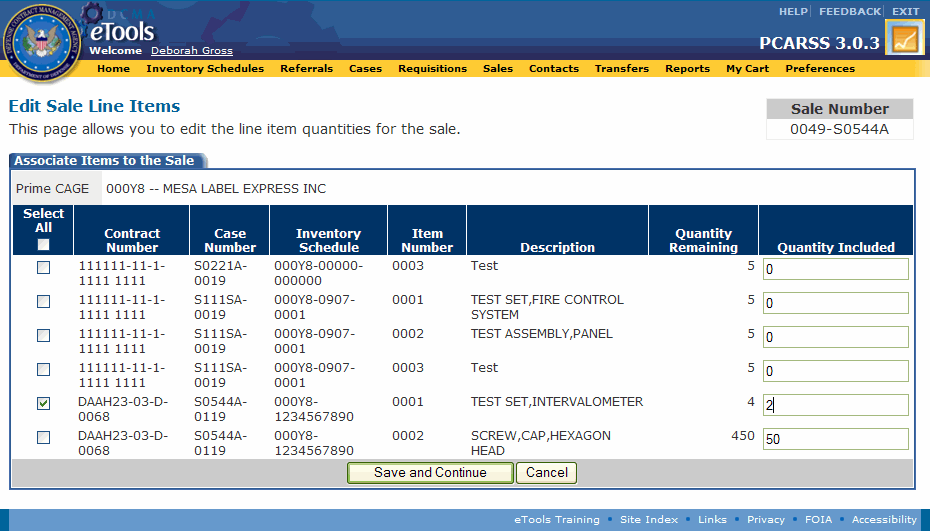 HELP FEEDBACK EXIT
DCMA
eTools
Welcome Deborah Gross
PCARSS 3.0.3
DEFENSE CONTRACT MANAGEMENT AGENCY
DEPARTMENT OF DEFENSE
Home Inventory Schedules Referrals Cases Requisitions Sales Contacts Transfers Reports My Cart Preferences
Edit Sale Line Items
This page allows you to edit the line item quantities for the sale.
Sale Number
0049-S0544A
Associate Items to the Sale
Prime CAGE 000Y8 -- MESA LABEL EXPRESS INC
Select
All
Contract
Number
Case
Number
Inventory
Schedule
Item
Number
Description
Quantity
Remaining
Quantity Included
111111-11-1- S0221A- 000Y8-00000- 0003 Test 5 0
1111 1111 0019 000000
111111-11-1- S111SA- 000Y8-0907- 0001 TEST SET,FIRE CONTROL 5 0
1111 1111 0019 0001 SYSTEM
111111-11-1- S111SA- 000Y8-0907- 0002 TEST ASSEMBLY,PANEL 5 0
1111 1111 0019 0001
111111-11-1- S111SA- 000Y8-0907- 0003 Test 5 0
1111 1111 0019 0001
DAAH23-03-D- S0544A- 000Y8- 0001 TEST SET,INTERVALOMETER 4 2
0068 0119 1234567890
DAAH23-03-D- S0544A- 000Y8- 0002 SCREW,CAP,HEXAGON 450 50
0068 0119 1234567890 HEAD
Save and Continue Cancel
eTools Training • Site Index • Links • Privacy • FOIA • Accessibility